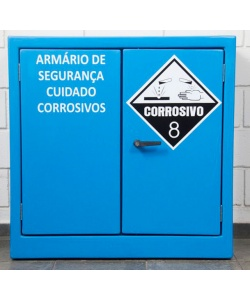 ARMÁRIO DE
SEGURANÇA
CUIDADO
CORROSIVOS
CORROSIVO
8